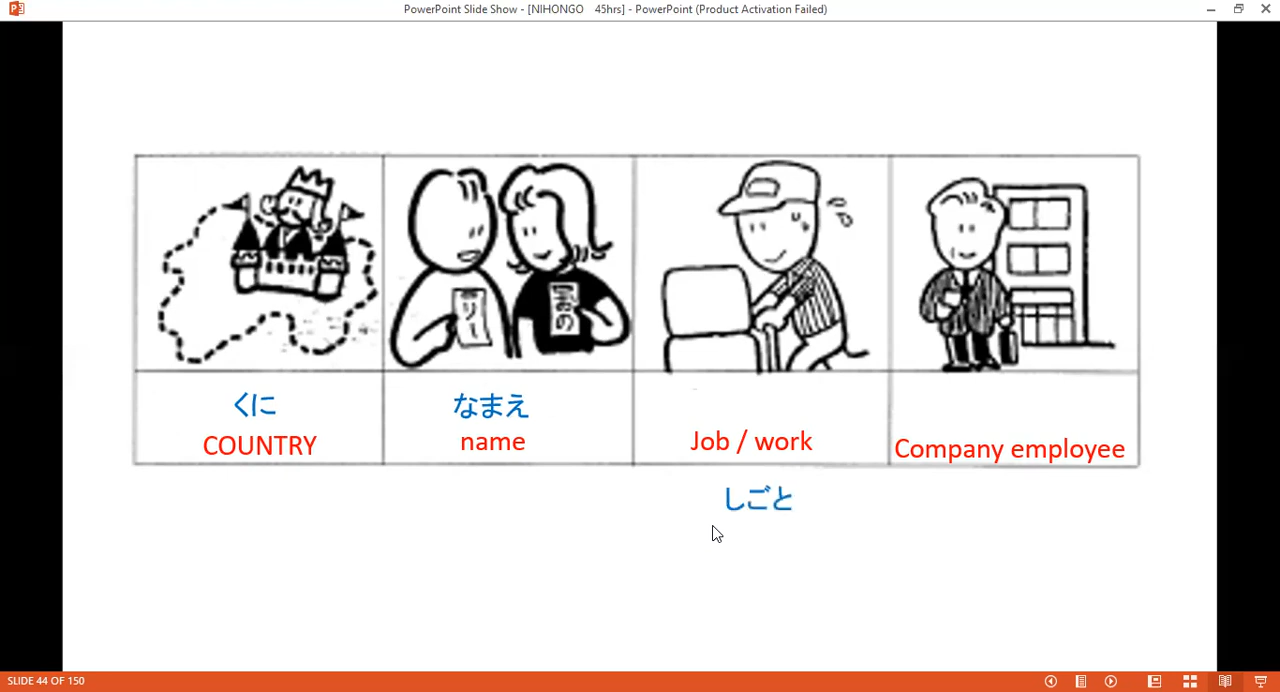 PowerPoint Slide Show - [NIHONGO 45hrs] - PowerPoint (Product Activation Failed)
くに
COUNTRY
なまえ
name
Job / work
しごと
Company employee
SLIDE 44 OF 150